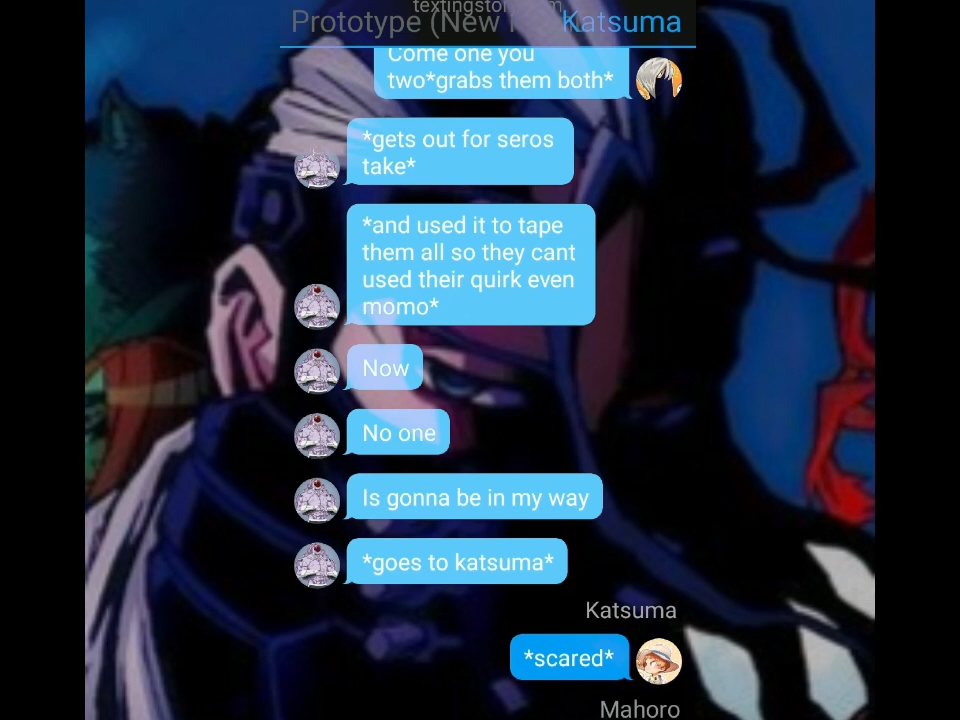 textingsto
Prototype (New Katsuma
Come one you
two*grabs them both*
*gets out for seros
take*
*and used it to tape
them all so they cant
used their quirk even
momo*
Now
No one
Is gonna be in my way
*goes to katsuma*
Katsuma
*scared*
Mahoro